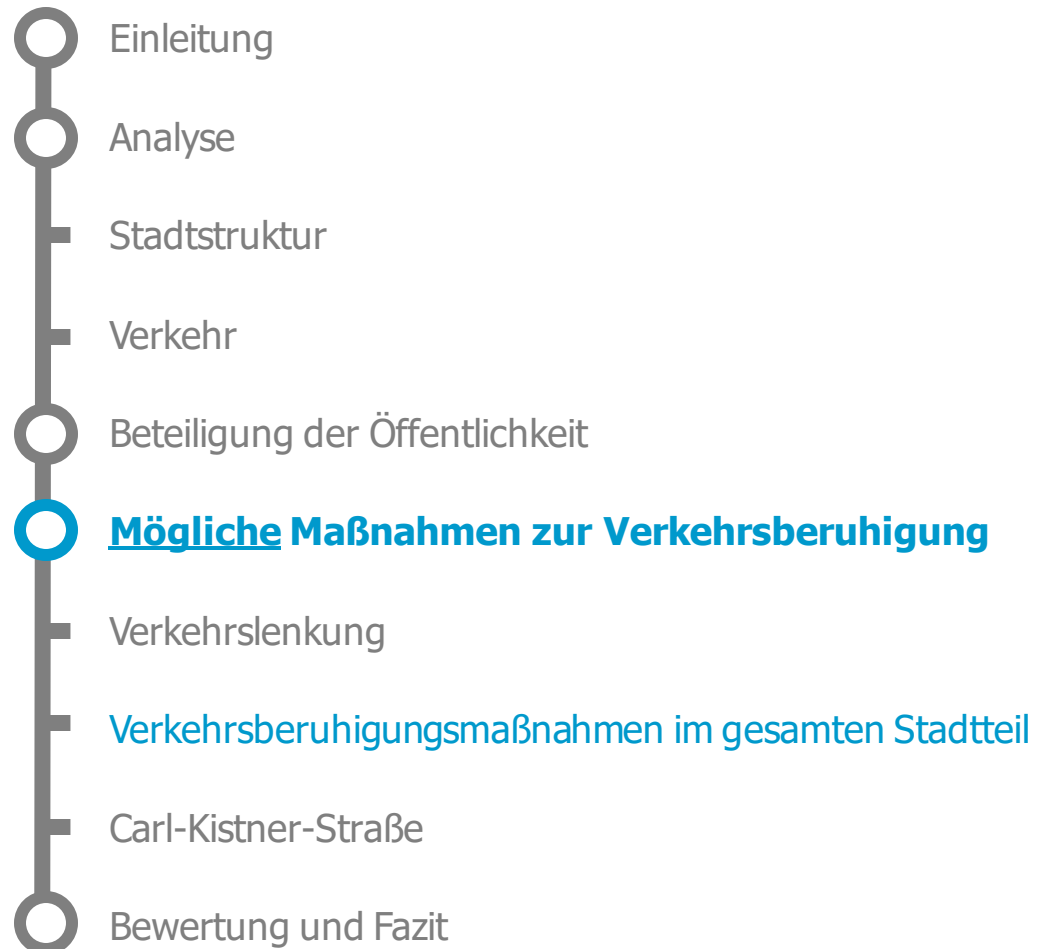 Einleitung
Analyse
Stadtstruktur
Verkehr
Beteiligung der Öffentlichkeit
Mögliche Maßnahmen zur Verkehrsberuhigung
Verkehrslenkung
Verkehrsberuhigungsmaßnahmen im gesamten Stadtteil
Carl-Kistner-Straße
Bewertung und Fazit